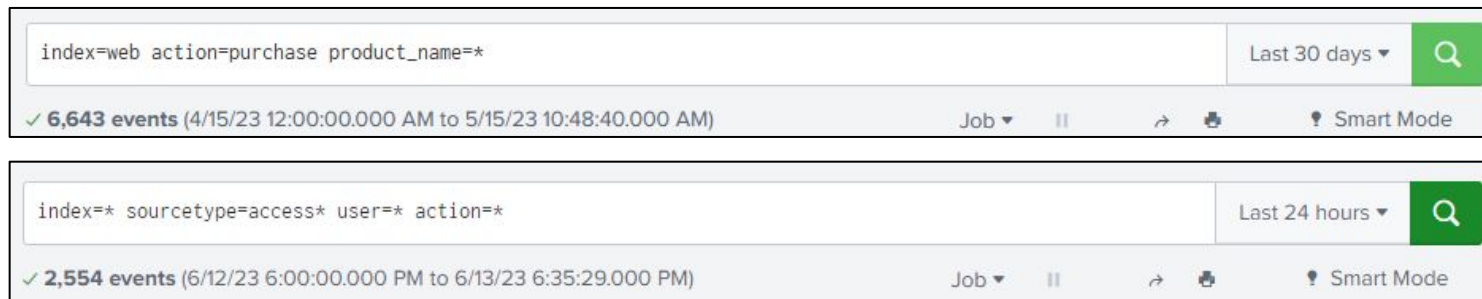 index=web action=purchase product_name=*
Last 30 days
6,643 events (4/15/23 12:00:00.000 AM to 5/15/23 10:48:40.000 AM)
Job
Smart Mode
index=* sourcetype=access* user=* action=*
Last 24 hours
2,554 events (6/12/23 6:00:00.000 PM to 6/13/23 6:35:29.000 PM)
Job
Smart Mode